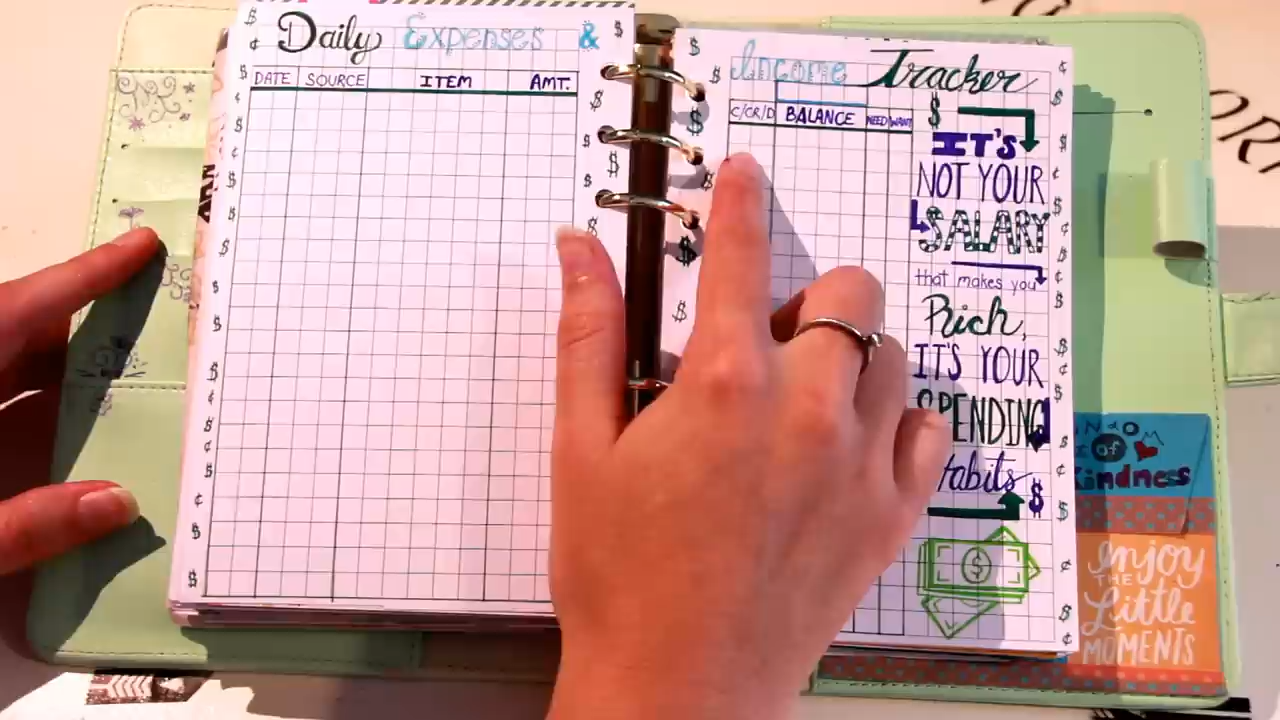 Daily Expenses &
DATE SOURCE ITEM AMT.
Income Tracker
C/CR/D BALANCE NEED WANT
IT'S
NOT YOUR
SALARY
that makes you
Rich,
IT'S YOUR
SPENDING
Habits
of
Kindness
enjoy
THE
Little
MOMENTS